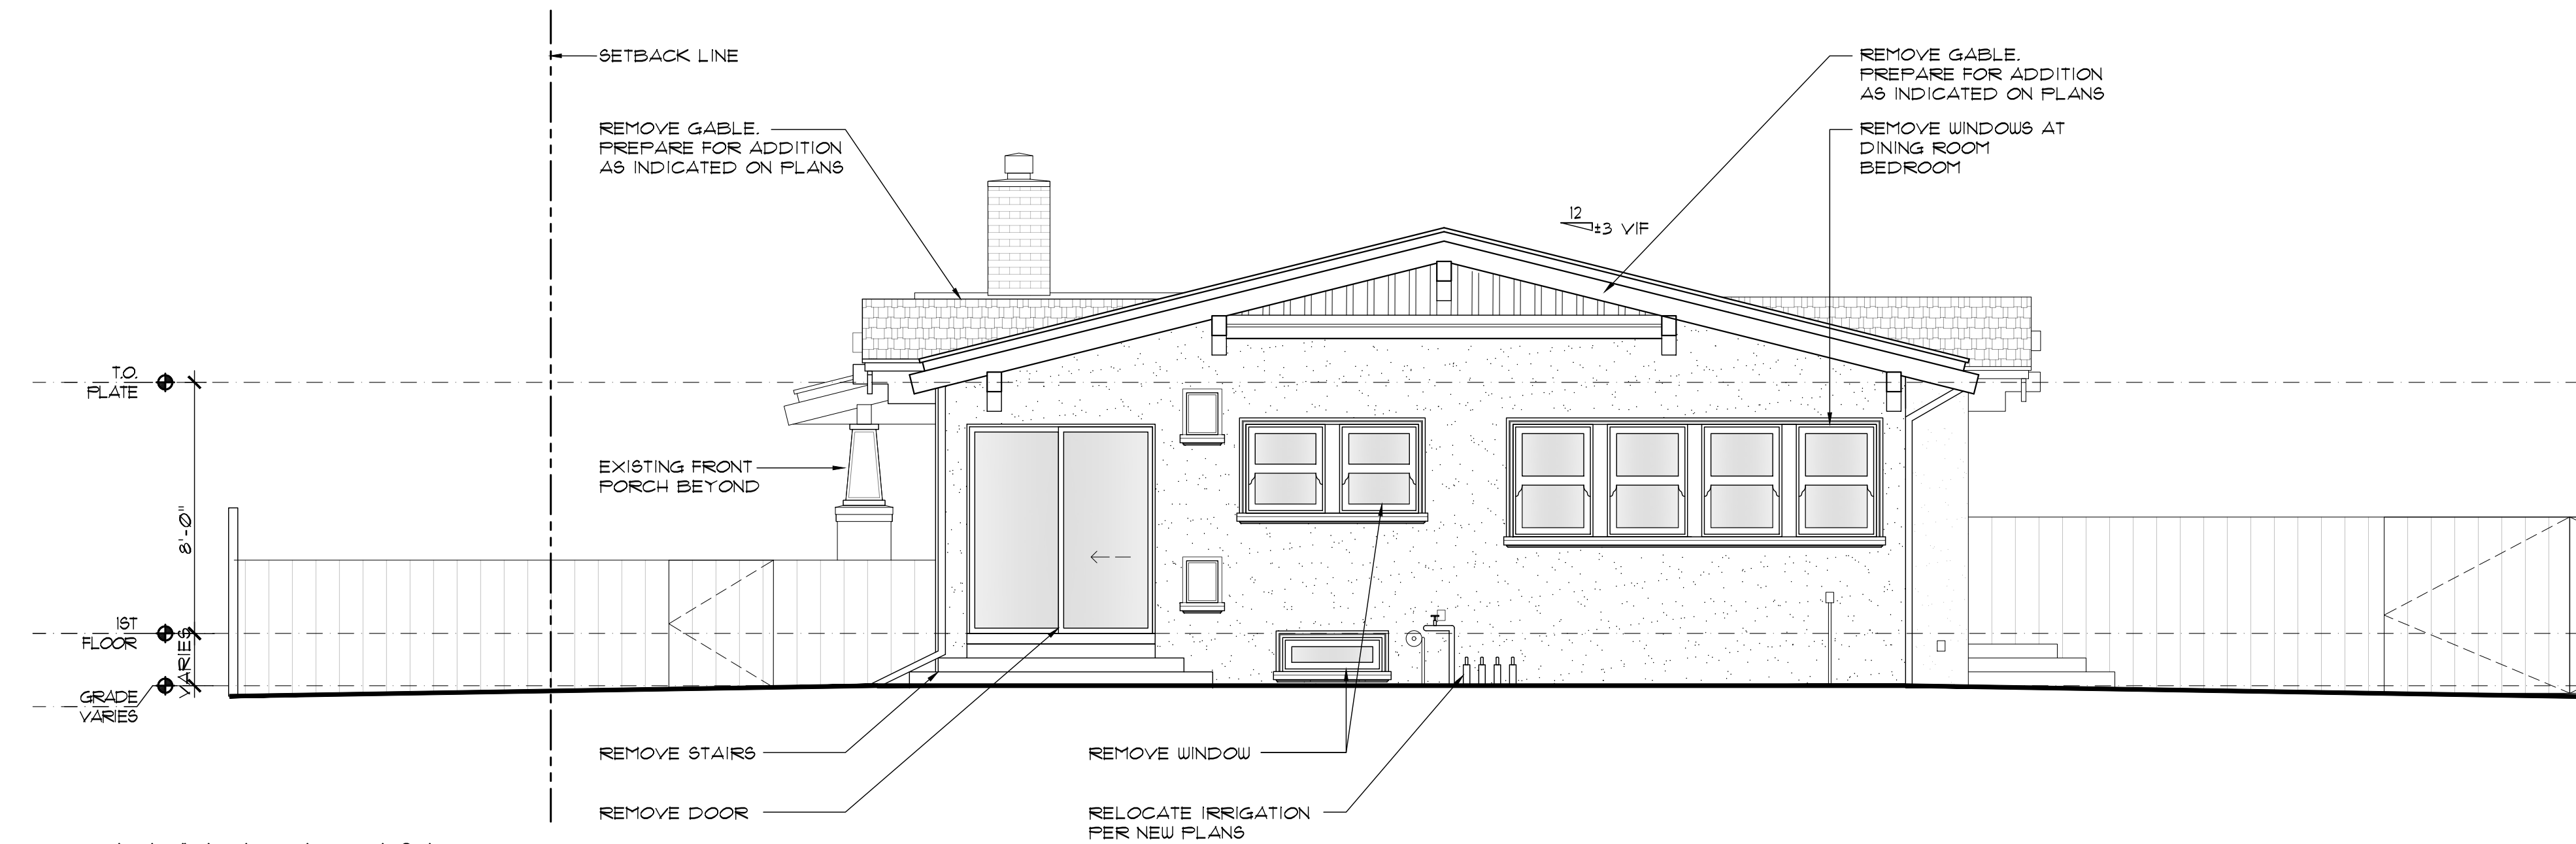 SETBACK LINE
REMOVE GABLE.
PREPARE FOR ADDITION
AS INDICATED ON PLANS
REMOVE GABLE.
PREPARE FOR ADDITION
AS INDICATED ON PLANS
REMOVE WINDOWS AT
DINING ROOM
BEDROOM
12
±3 VIF
T.O.
PLATE
EXISTING FRONT
PORCH BEYOND
8'-0"
1ST
FLOOR
VARIES
GRADE
VARIES
REMOVE STAIRS
REMOVE WINDOW
REMOVE DOOR
RELOCATE IRRIGATION
PER NEW PLANS